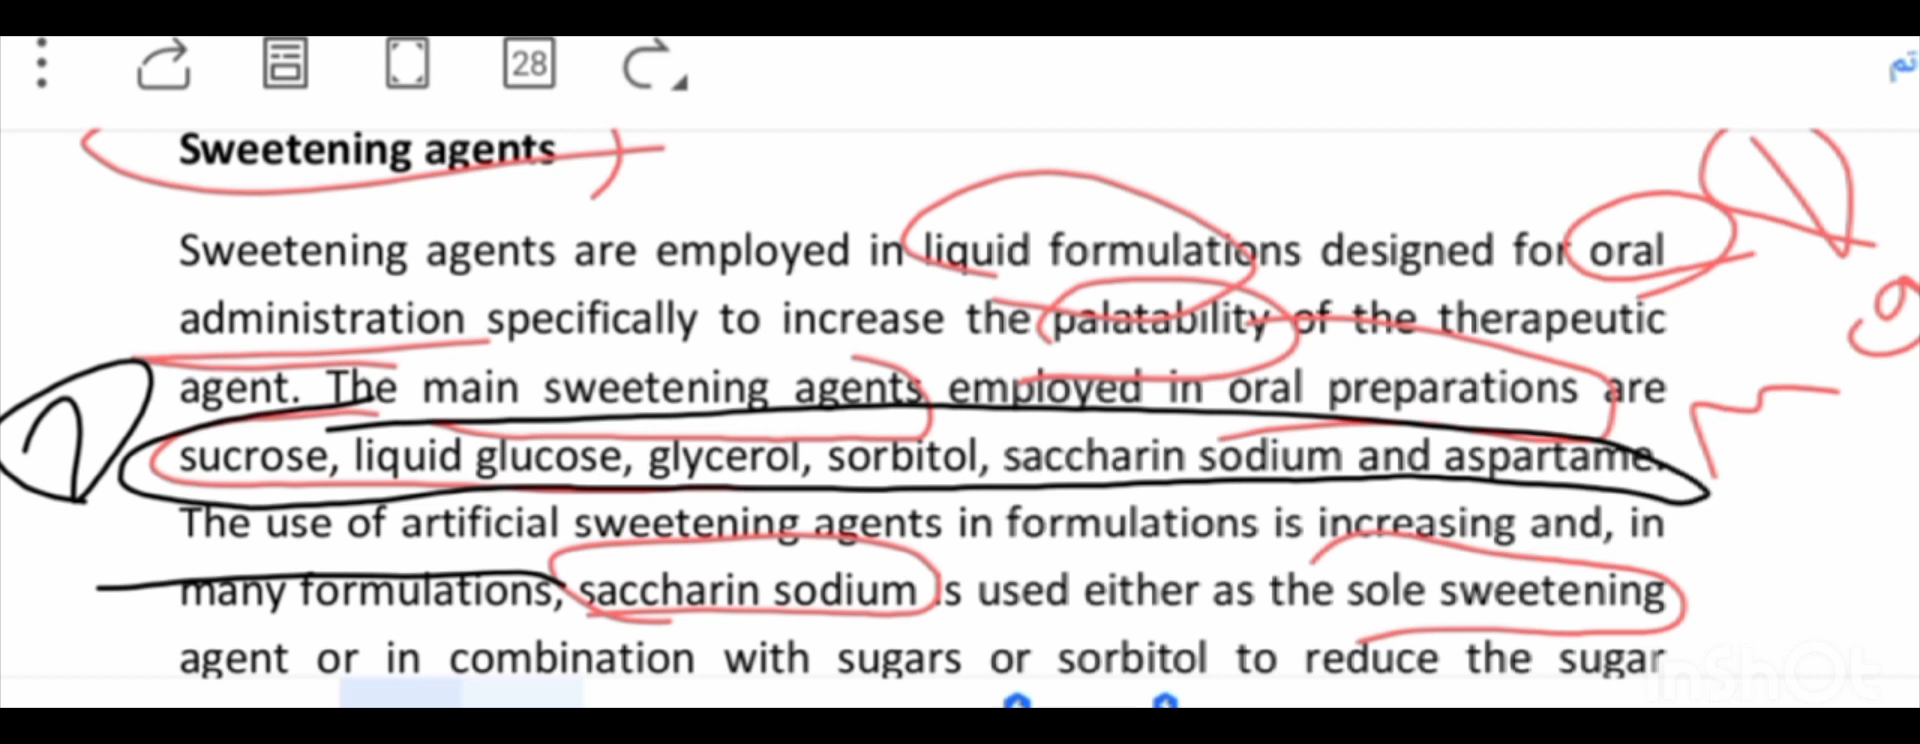 28
تم
Sweetening agents
Sweetening agents are employed in liquid formulations designed for oral
administration specifically to increase the palatability of the therapeutic
agent. The main sweetening agents employed in oral preparations are
sucrose, liquid glucose, glycerol, sorbitol, saccharin sodium and aspartame.
The use of artificial sweetening agents in formulations is increasing and, in
many formulations, saccharin sodium is used either as the sole sweetening
agent or in combination with sugars or sorbitol to reduce the sugar
InShOt